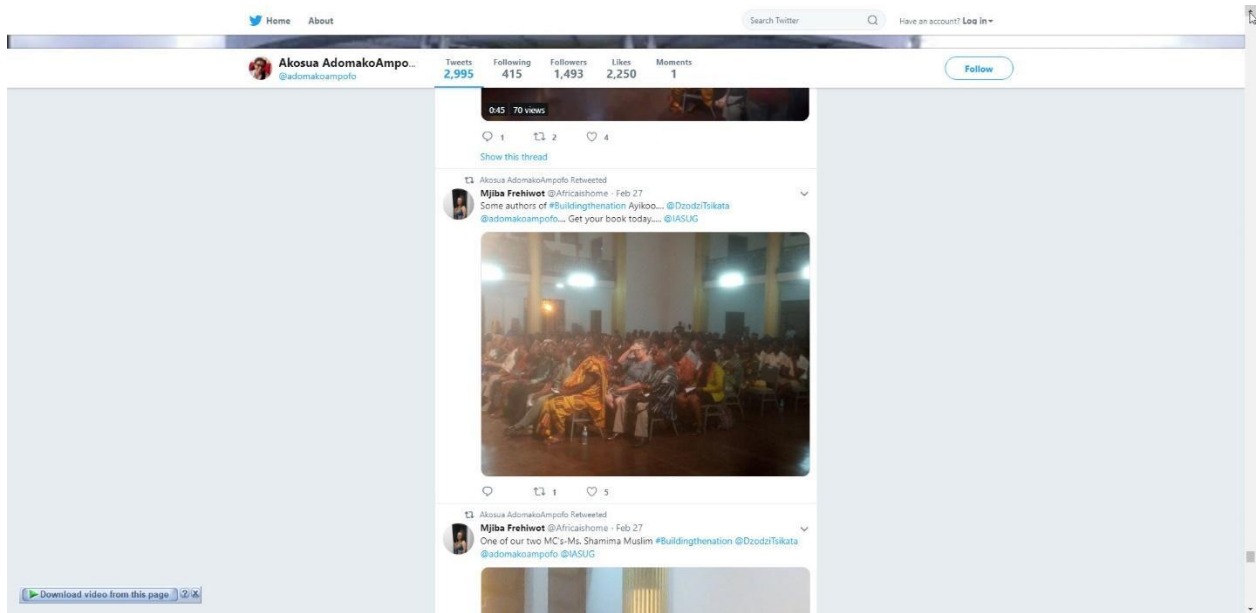 Home About Search Twitter Have an account? Log in
Akosua AdomakoAmpo... Tweets Following Followers Likes Moments
@adomakoampofo 2,995 415 1,493 2,250 1 Follow
0:45 70 views
1 2 4
Show this thread
Akosua AdomakoAmpofo Retweeted
Mjiba Frehiwot @Africaishome - Feb 27
Some authors of #Buildingthenation Ayikoo.... @DzodziTsikata
@adomakoampofo.... Get your book today.... @IASUG
1 5
Akosua AdomakoAmpofo Retweeted
Mjiba Frehiwot @Africaishome - Feb 27
One of our two MC's-Ms. Shamima Muslim #Buildingthenation @DzodziTsikata
@adomakoampofo @IASUG
Download video from this page ? X